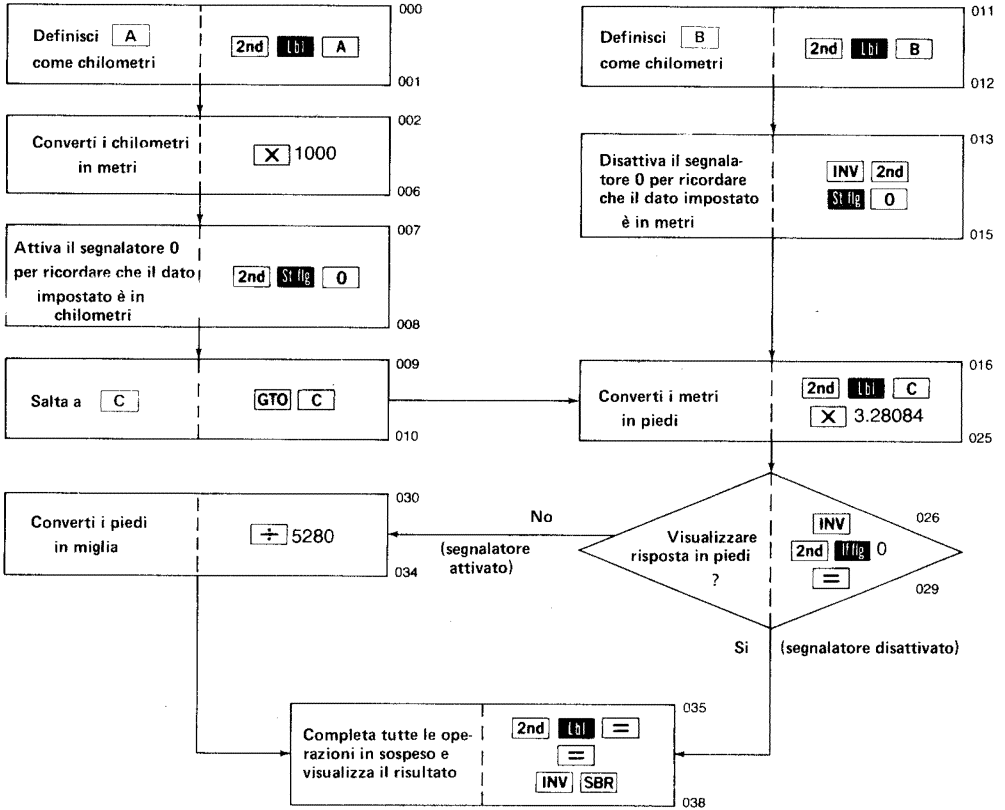 000
Definisci A
come chilometri
2nd Lbl A
001
002
Converti i chilometri
in metri
X 1000
006
007
Attiva il segnalatore 0
per ricordare che il dato
impostato è in
chilometri
2nd St flg 0
008
009
Salta a C
GTO C
010
011
Definisci B
come chilometri
2nd Lbl B
012
013
Disattiva il segnala-
tore 0 per ricordare
che il dato impostato
è in metri
INV 2nd
St flg 0
015
016
Converti i metri
in piedi
2nd Lbl C
X 3.28084
025
026
Visualizzare
risposta in piedi
?
INV
2nd If flg 0
=
029
No
(segnalatore
attivato)
030
Converti i piedi
in miglia
÷ 5280
034
Si (segnalatore disattivato)
035
Completa tutte le ope-
razioni in sospeso e
visualizza il risultato
2nd Lbl =
=
INV SBR
038